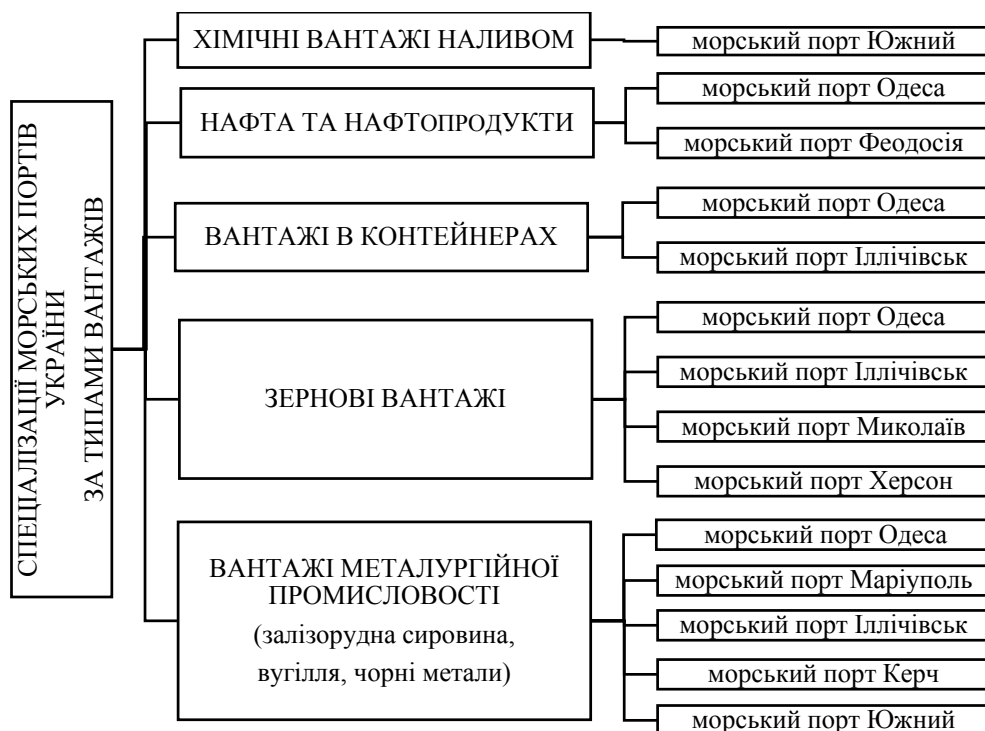 СПЕЦІАЛІЗАЦІЇ МОРСЬКИХ ПОРТІВ
УКРАЇНИ
ЗА ТИПАМИ ВАНТАЖІВ
ХІМІЧНІ ВАНТАЖІ НАЛИВОМ
морський порт Южний
НАФТА ТА НАФТОПРОДУКТИ
морський порт Одеса
морський порт Феодосія
ВАНТАЖІ В КОНТЕЙНЕРАХ
морський порт Одеса
морський порт Іллічівськ
ЗЕРНОВІ ВАНТАЖІ
морський порт Одеса
морський порт Іллічівськ
морський порт Миколаїв
морський порт Херсон
ВАНТАЖІ МЕТАЛУРГІЙНОЇ
ПРОМИСЛОВОСТІ
(залізорудна сировина,
вугілля, чорні метали)
морський порт Одеса
морський порт Маріуполь
морський порт Іллічівськ
морський порт Керч
морський порт Южний